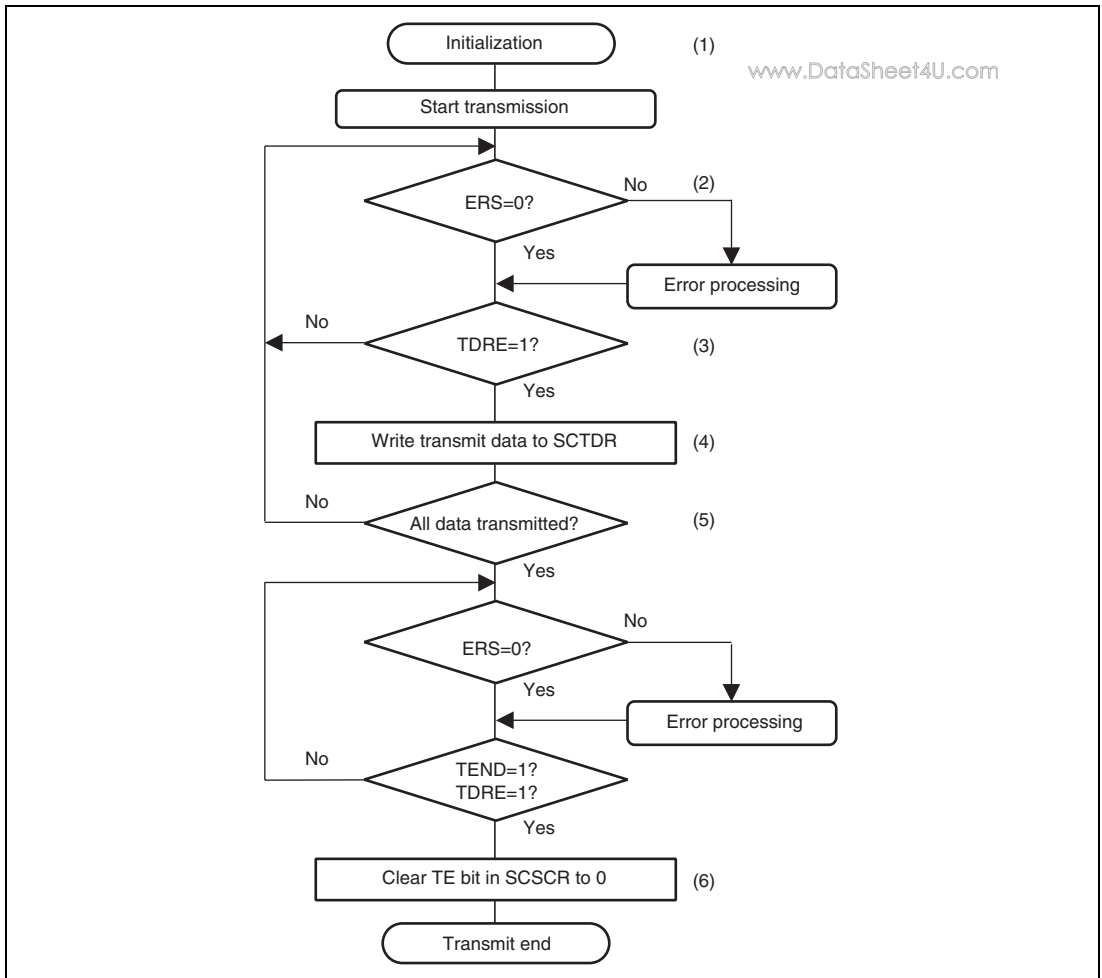 Initialization (1)
www.DataSheet4U.com
Start transmission
No (2)
ERS=0?
Yes
Error processing
No
TDRE=1? (3)
Yes
Write transmit data to SCTDR (4)
No
All data transmitted? (5)
Yes
No
ERS=0?
Yes
Error processing
No
TEND=1?
TDRE=1?
Yes
Clear TE bit in SCSCR to 0 (6)
Transmit end